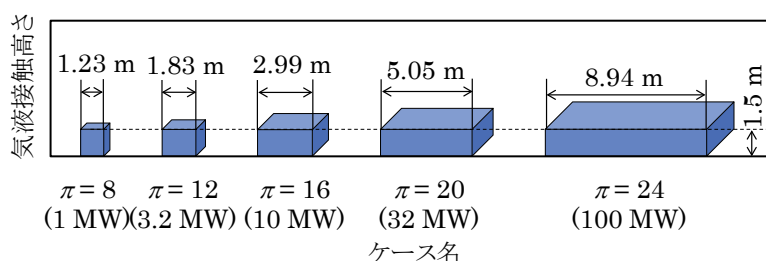 気液接触高さ
1.23 m
1.83 m
2.99 m
5.05 m
8.94 m
1.5 m
π = 8
(1 MW)
π = 12
(3.2 MW)
π = 16
(10 MW)
π = 20
(32 MW)
π = 24
(100 MW)
ケース名